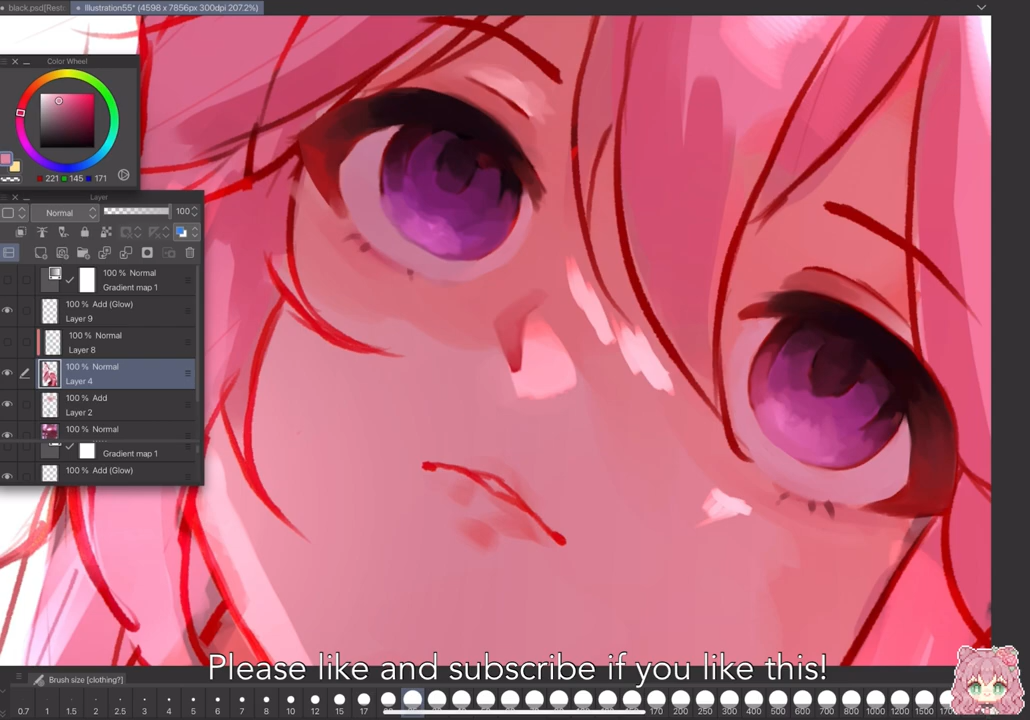 black.psd[Rest
Illustration55* (4598 x 7856px 300dpi 207.2%)
Color Wheel
221 145 171
Layer
Normal 100
100 % Normal
Gradient map 1
100 % Add (Glow)
Layer 9
100 % Normal
Layer 8
100 % Normal
Layer 4
100 % Add
Layer 2
100 % Normal
Gradient map 1
100 % Add (Glow)
Please like and subscribe if you like this!
Brush size [clothing?]
0.7 1 1.5 2 2.5 3 4 5 6 7 8 10 12 15 17 170 200 250 300 400 500 600 700 800 1000 1200 1500 17